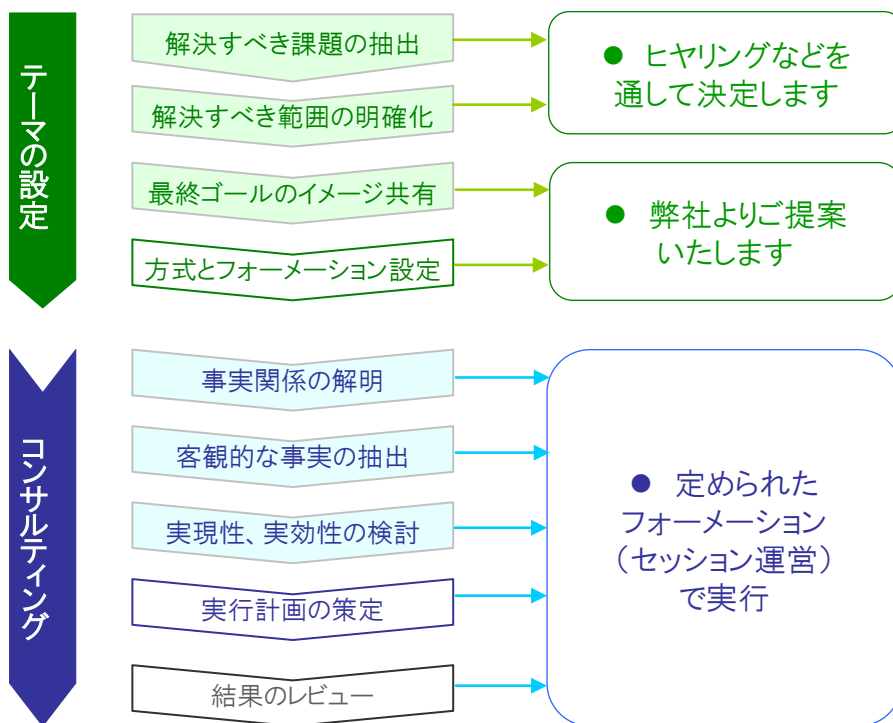 テーマの設定
解決すべき課題の抽出
解決すべき範囲の明確化
● ヒヤリングなどを
通して決定します
最終ゴールのイメージ共有
方式とフォーメーション設定
● 弊社よりご提案
いたします
コンサルティング
事実関係の解明
客観的な事実の抽出
実現性、実効性の検討
実行計画の策定
結果のレビュー
● 定められた
フォーメーション
（セッション運営）
で実行